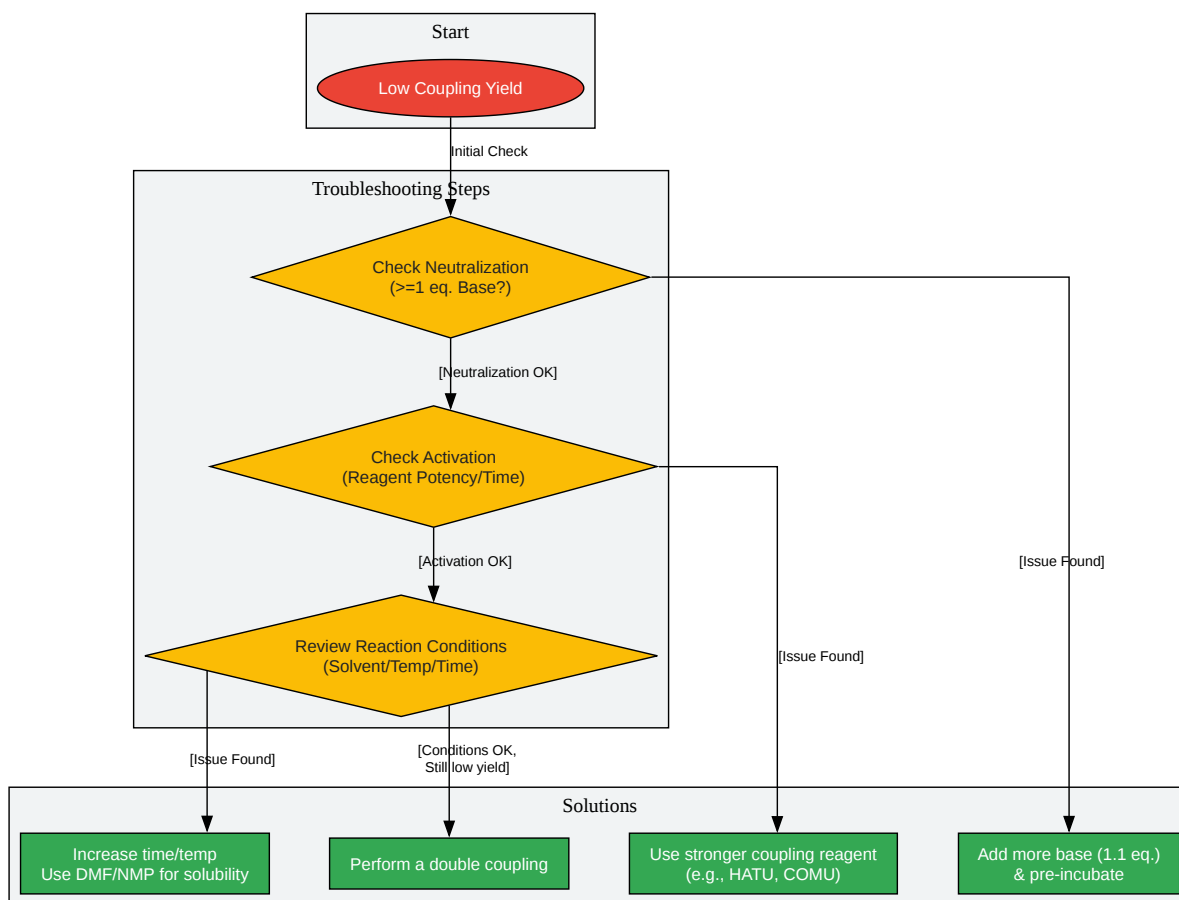 Start
Low Coupling Yield
Initial Check
Troubleshooting Steps
Check Neutralization
(>=1 eq. Base?)
[Neutralization OK]
Check Activation
(Reagent Potency/Time)
[Activation OK]
[Issue Found]
Review Reaction Conditions
(Solvent/Temp/Time)
[Issue Found]
[Issue Found]
[Conditions OK,
Still low yield]
Solutions
Increase time/temp
Use DMF/NMP for solubility
Perform a double coupling
Use stronger coupling reagent
(e.g., HATU, COMU)
Add more base (1.1 eq.)
& pre-incubate